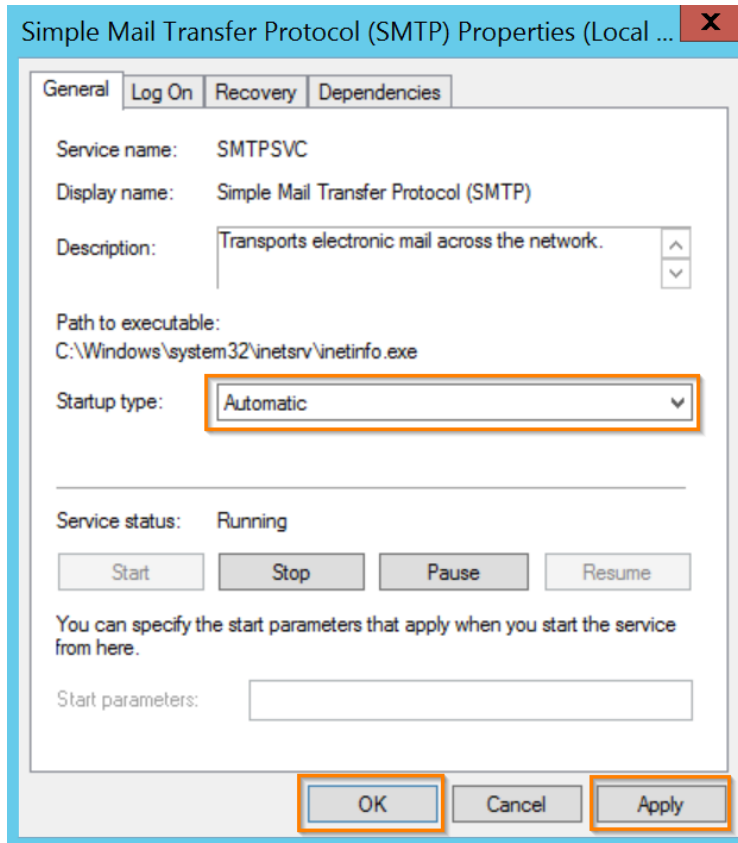 Simple Mail Transfer Protocol (SMTP) Properties (Local ...
X
General Log On Recovery Dependencies
Service name: SMTPSVC
Display name: Simple Mail Transfer Protocol (SMTP)
Description: Transports electronic mail across the network.
Path to executable:
C:\Windows\system32\inetsrv\inetinfo.exe
Startup type: Automatic
Service status: Running
Start Stop Pause Resume
You can specify the start parameters that apply when you start the service
from here.
Start parameters:
OK Cancel Apply